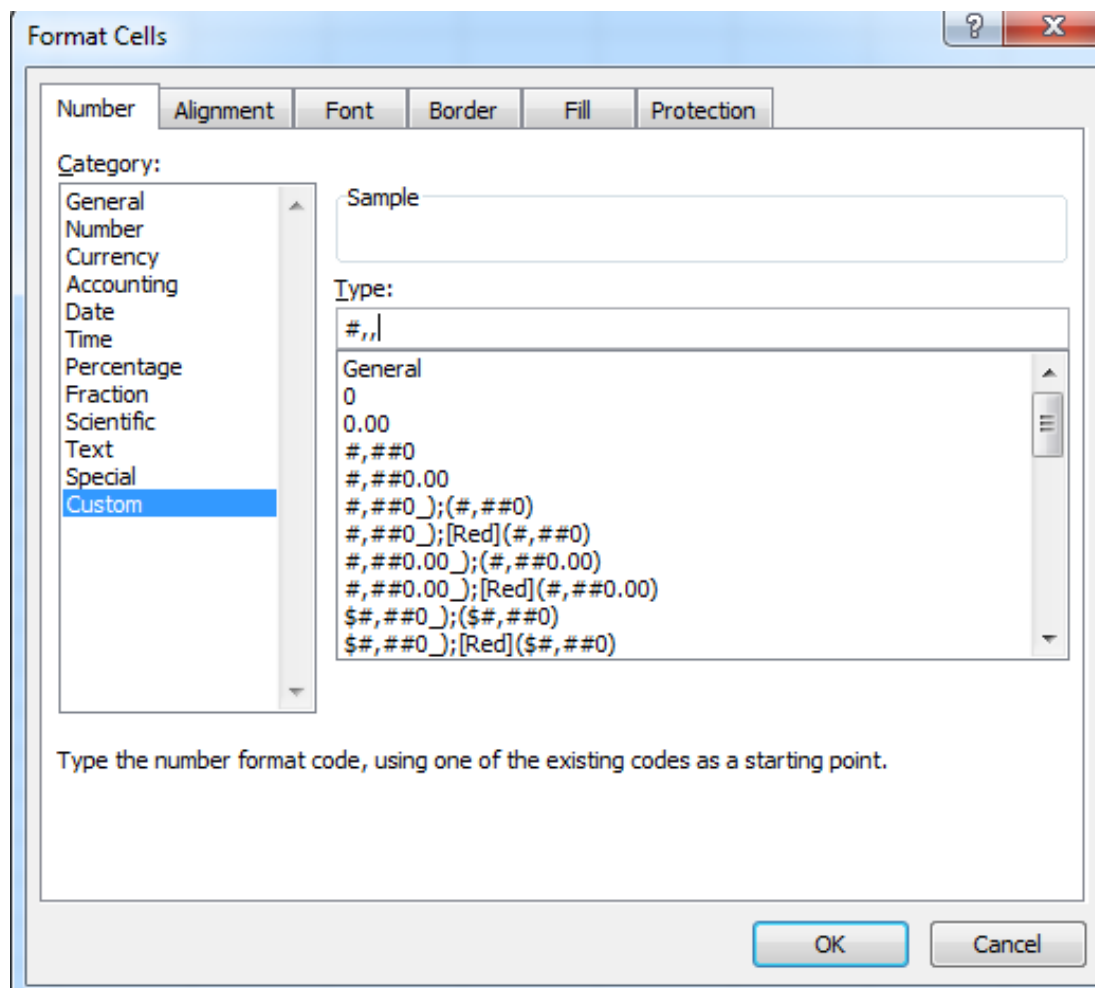 Format Cells
?
X
Number Alignment Font Border Fill Protection
Category:
General
Number
Currency
Accounting
Date
Time
Percentage
Fraction
Scientific
Text
Special
Custom
Sample
Type:
#,,
General
0
0.00
#,##0
#,##0.00
#,##0_);(#,##0)
#,##0_);[Red](#,##0)
#,##0.00_);(#,##0.00)
#,##0.00_);[Red](#,##0.00)
$#,##0_);($#,##0)
$#,##0_);[Red]($#,##0)
Type the number format code, using one of the existing codes as a starting point.
OK Cancel